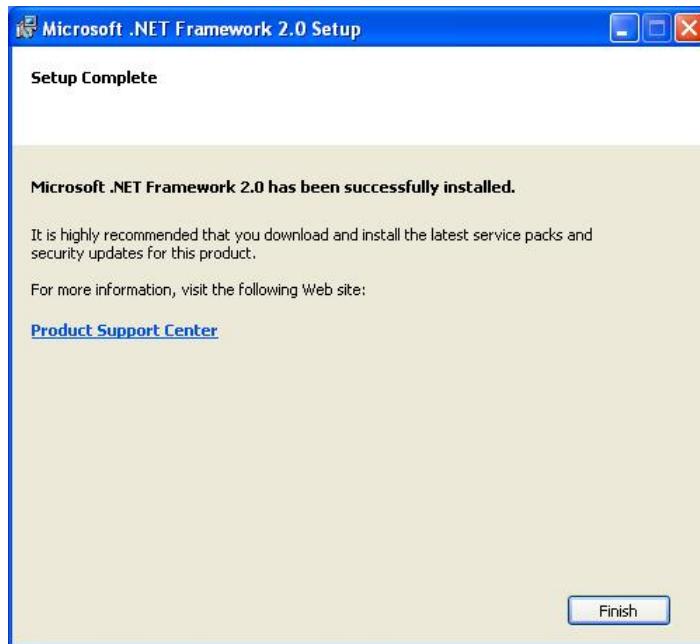 Microsoft .NET Framework 2.0 Setup
Setup Complete
Microsoft .NET Framework 2.0 has been successfully installed.
It is highly recommended that you download and install the latest service packs and
security updates for this product.
For more information, visit the following Web site:
Product Support Center
Finish